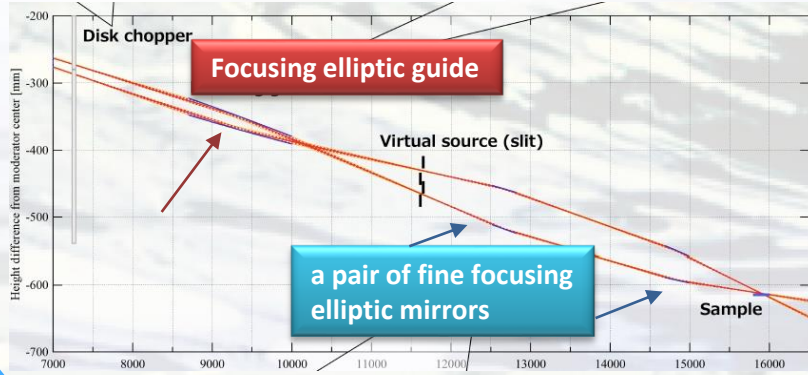 -200
Disk chopper
Focusing elliptic guide
-300
Virtual source (slit)
-400
Height difference from moderator center [mm]
-500
a pair of fine focusing
elliptic mirrors
-600
Sample
-700
7000 8000 9000 10000 11000 12000 13000 14000 15000 16000